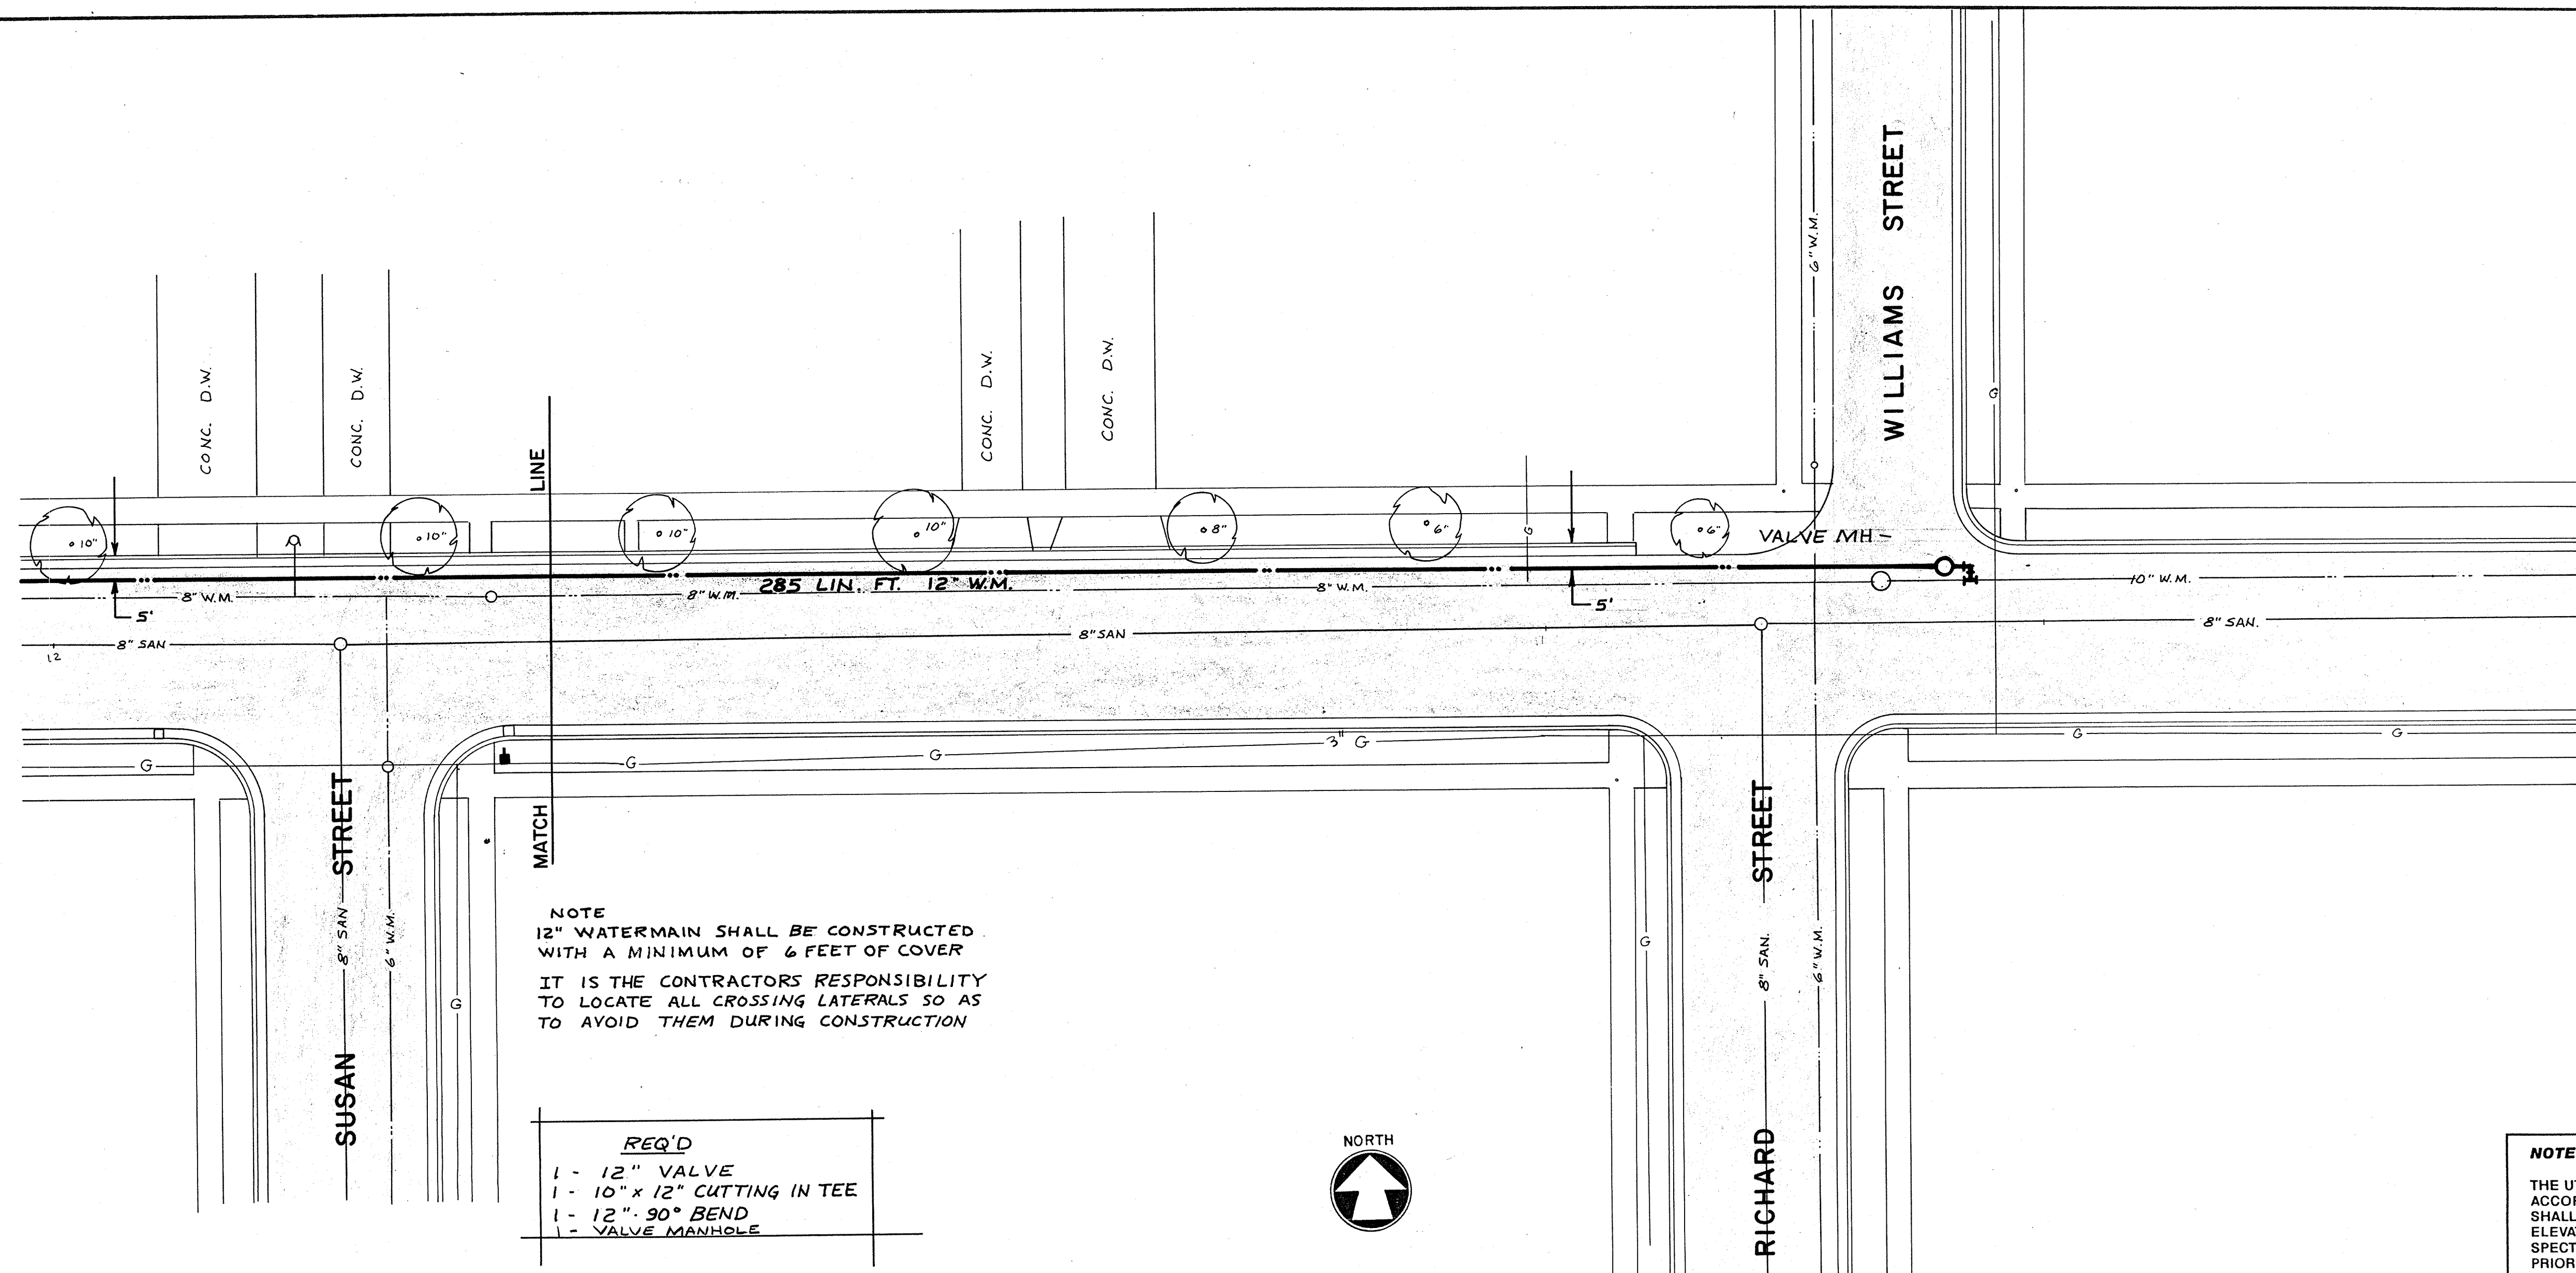 WILLIAMS STREET
6" W.M.
G
CONC. D.W.
CONC. D.W.
CONC. D.W.
CONC. D.W.
LINE
G
10"
10"
10"
10"
8"
6"
6"
VALVE MH
285 LIN. FT. 12" W.M.
8" W.M.
8" W.M.
8" W.M.
10" W.M.
5'
5'
8" SAN
8" SAN
8" SAN.
12
11
G
G
G
3" G
G
G
MATCH
SUSAN STREET
8" SAN
6" W.M.
G
RICHARD STREET
8" SAN.
6" W.M.
G
NOTE
12" WATERMAIN SHALL BE CONSTRUCTED
WITH A MINIMUM OF 6 FEET OF COVER
IT IS THE CONTRACTORS RESPONSIBILITY
TO LOCATE ALL CROSSING LATERALS SO AS
TO AVOID THEM DURING CONSTRUCTION
REQ'D
1 - 12" VALVE
1 - 10" x 12" CUTTING IN TEE
1 - 12" - 90° BEND
1 - VALVE MANHOLE
NORTH
NOTE
THE
SHALL